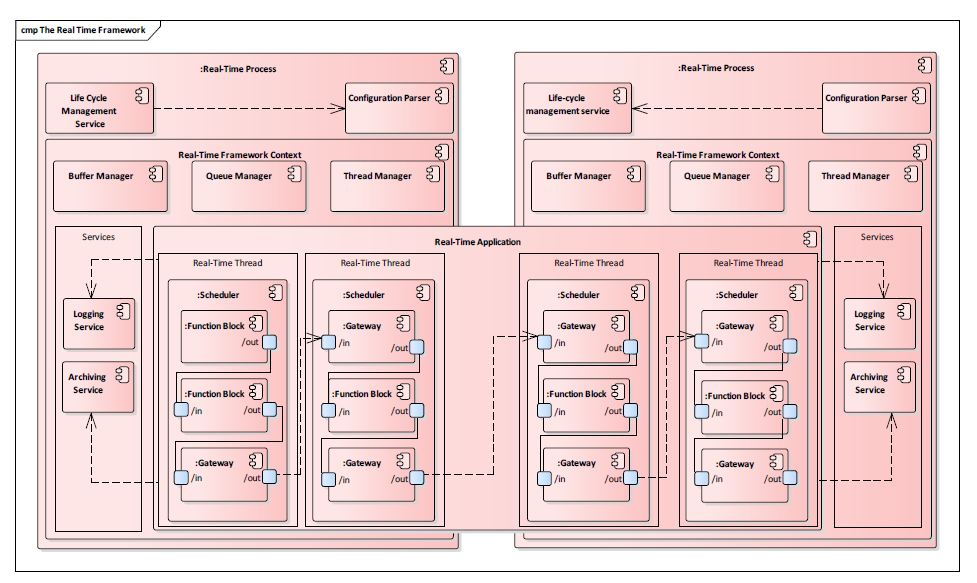 cmp The Real Time Framework
:Real-Time Process
Life Cycle
Management
Service
Configuration Parser
Real-Time Framework Context
Buffer Manager
Queue Manager
Thread Manager
:Real-Time Process
Life-cycle
management service
Configuration Parser
Real-Time Framework Context
Buffer Manager
Queue Manager
Thread Manager
Services
Logging
Service
Archiving
Service
Real-Time Application
Real-Time Thread
:Scheduler
:Function Block
/out
:Function Block
/in
/out
:Gateway
/in
/out
Real-Time Thread
:Scheduler
:Gateway
/in
/out
:Function Block
/in
/out
:Gateway
/in
/out
Real-Time Thread
:Scheduler
:Gateway
/in
/out
:Function Block
/in
/out
:Gateway
/in
/out
Real-Time Thread
:Scheduler
:Gateway
/in
/out
:Function Block
/in
/out
:Gateway
/in
/out
Services
Logging
Service
Archiving
Service